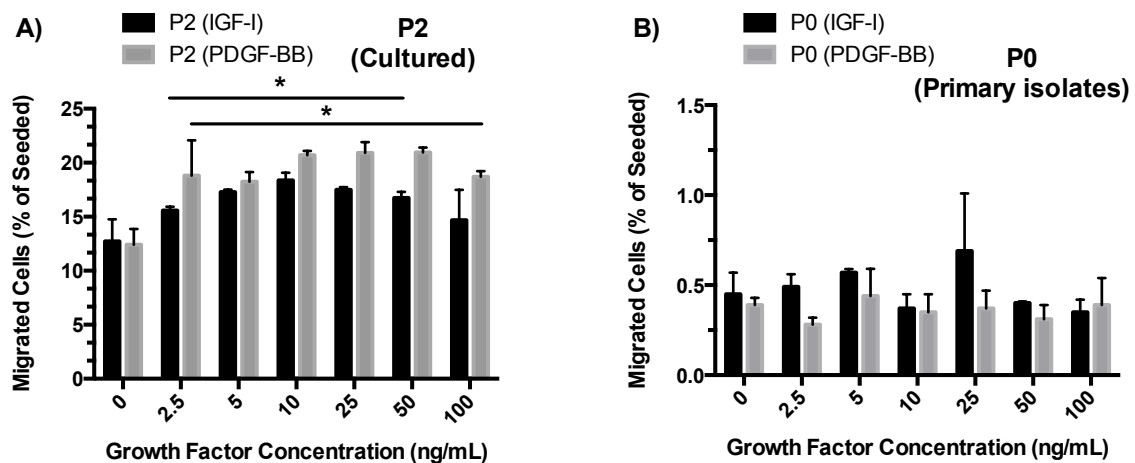 A)
P2 (IGF-I)
P2 (PDGF-BB)
P2
(Cultured)
*
*
25
20
15
10
5
0
Migrated Cells (% of Seeded)
0
2.5
5
10
25
50
100
Growth Factor Concentration (ng/mL)
B)
P0 (IGF-I)
P0 (PDGF-BB)
P0
(Primary isolates)
1.5
1.0
0.5
0.0
Migrated Cells (% of Seeded)
0
2.5
5
10
25
50
100
Growth Factor Concentration (ng/mL)